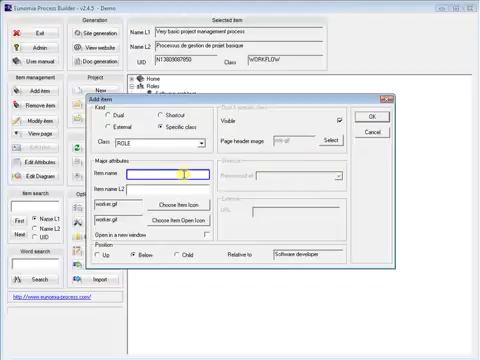 Eunomia Process Builder - v2.4.5 - Demo
Generation
Selected item
Exit
Site generation
Name L1
Very basic project management process
Admin
View website
Name L2
Processus de gestion de projet basique
User manual
Doc generation
UID
Class
WORKFLOW
Item management
Project
Home
Roles
Add item
New
Remove item
Modify item
View page
Edit Attributes
Edit Diagram
Add item
Kind
Dual
Shortcut
External
Specific class
Class
ROLE
Visible
Page header image
Select
OK
Cancel
Major attributes
Item name
Item name L2
worker.gif
Choose Item Icon
worker.gif
Choose Item Open Icon
Open in a new window
URL
Position
Up
Below
Child
Relative to
Software developer
Item search
First
Next
Name L1
Name L2
UID
Word search
Search
Import
http://www.eunomia-process.com/